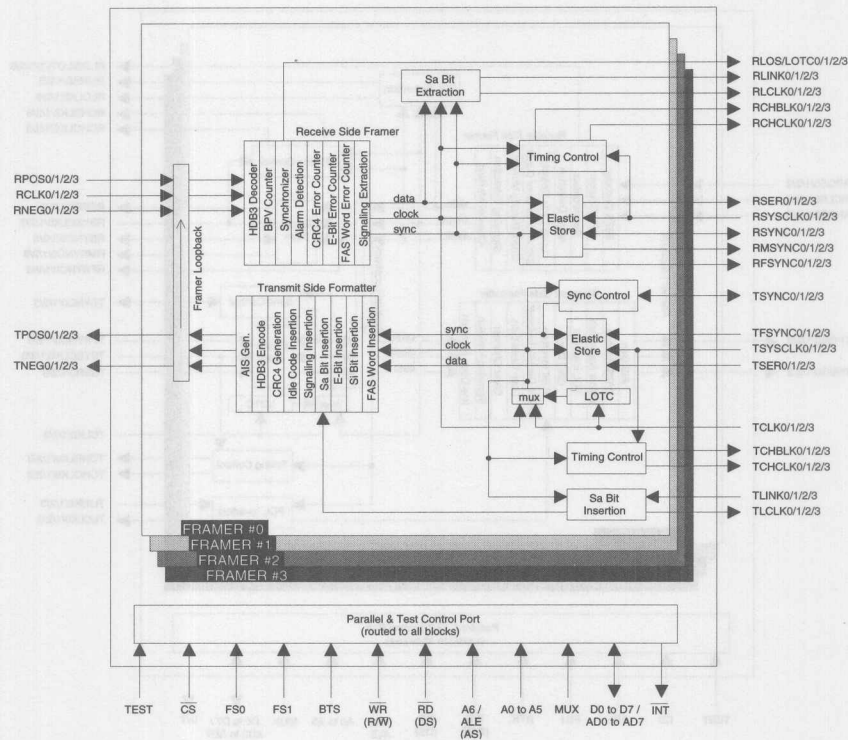 RLOS/LOTC0/1/2/3
Sa Bit
Extraction
RLINK0/1/2/3
RLCLK0/1/2/3
RCHBLK0/1/2/3
RCHCLK0/1/2/3
Receive Side Framer
Timing Control
RPOS0/1/2/3
RCLK0/1/2/3
RNEG0/1/2/3
Framer Loopback
HDB3 Decoder
BPV Counter
Synchronizer
Alarm Detection
CRC4 Error Counter
E-Bit Error Counter
FAS Word Error Counter
Signaling Extraction
data
clock
sync
Elastic
Store
RSER0/1/2/3
RSYSCLK0/1/2/3
RSYNC0/1/2/3
RMSYNC0/1/2/3
RFSYNC0/1/2/3
Transmit Side Formatter
Sync Control
TSYNC0/1/2/3
TPOS0/1/2/3
TNEG0/1/2/3
AIS Gen.
HDB3 Encode
CRC4 Generation
Idle Code Insertion
Signaling Insertion
Sa Bit Insertion
E-Bit Insertion
Si Bit Insertion
FAS Word Insertion
sync
clock
data
Elastic
Store
TFSYNC0/1/2/3
TSYSCLK0/1/2/3
TSER0/1/2/3
mux
LOTC
TCLK0/1/2/3
Timing Control
TCHBLK0/1/2/3
TCHCLK0/1/2/3
Sa Bit
Insertion
TLINK0/1/2/3
TLCLK0/1/2/3
FRAMER #0
FRAMER #1
FRAMER #2
FRAMER #3
Parallel & Test Control Port
(routed to all blocks)
TEST
CS
FS0
FS1
BTS
WR
(R/W)
RD
(DS)
A6 /
ALE
(AS)
A0 to A5
MUX
D0 to D7 /
AD0 to AD7
INT